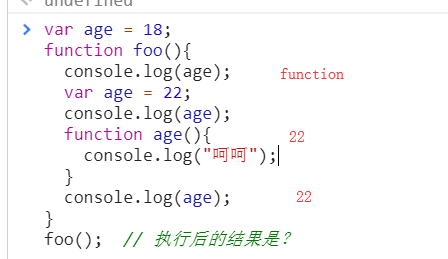 undefined
var age = 18;
function foo(){
console.log(age); function
var age = 22;
console.log(age);
function age(){ 22
console.log("呵呵");
}
console.log(age); 22
}
foo(); // 执行后的结果是?